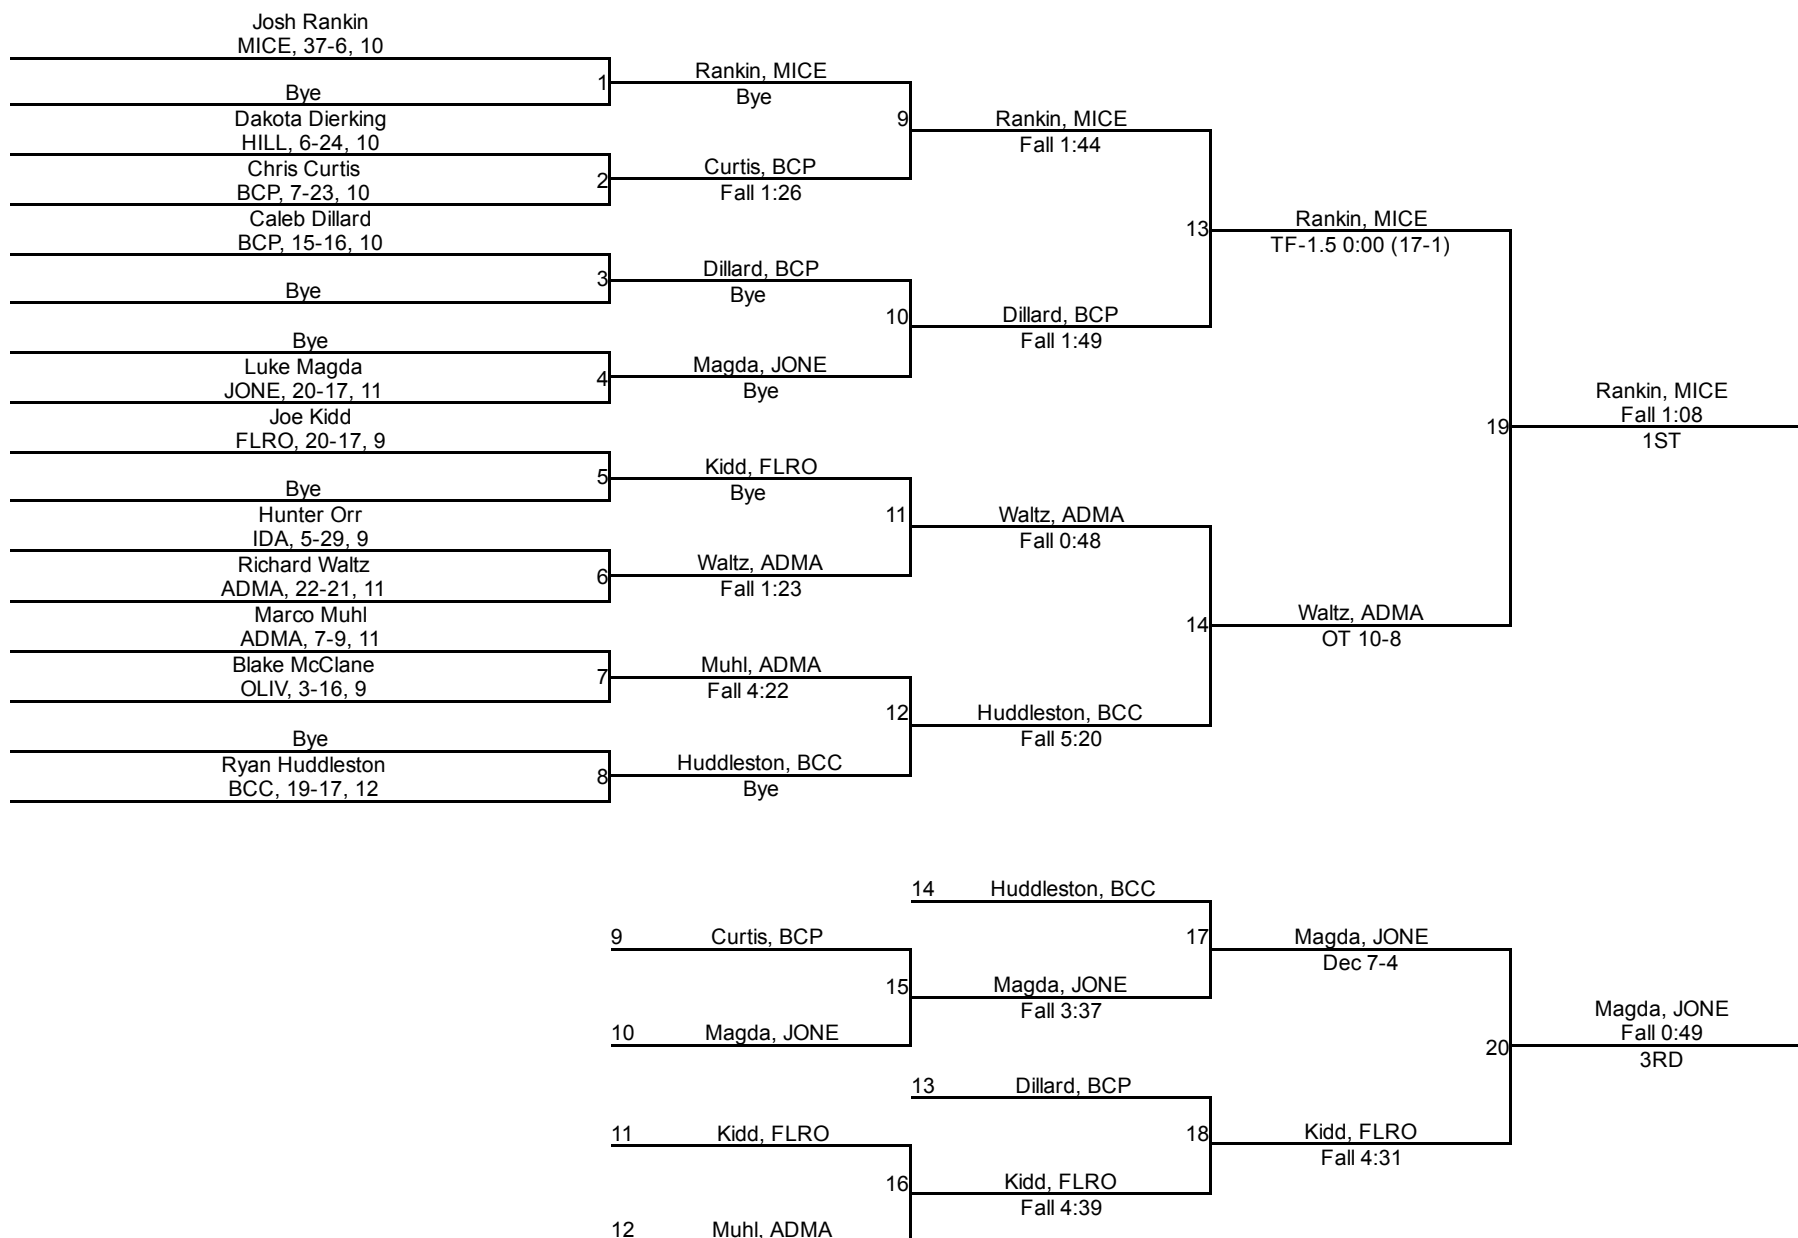 Josh Rankin
MICE, 37-6, 10
Bye
1
Rankin, MICE
Bye
Dakota Dierking
HILL, 6-24, 10
Chris Curtis
BCP, 7-23, 10
2
Curtis, BCP
Fall 1:26
9
Rankin, MICE
Fall 1:44
Caleb Dillard
BCP, 15-16, 10
Bye
3
Dillard, BCP
Bye
Bye
Luke Magda
JONE, 20-17, 11
4
Magda, JONE
Bye
10
Dillard, BCP
Fall 1:49
13
Rankin, MICE
TF-1.5 0:00 (17-1)
Joe Kidd
FLRO, 20-17, 9
Bye
5
Kidd, FLRO
Bye
Hunter Orr
IDA, 5-29, 9
Richard Waltz
ADMA, 22-21, 11
6
Waltz, ADMA
Fall 1:23
11
Waltz, ADMA
Fall 0:48
Marco Muhl
ADMA, 7-9, 11
Blake McClane
OLIV, 3-16, 9
7
Muhl, ADMA
Fall 4:22
Bye
Ryan Huddleston
BCC, 19-17, 12
8
Huddleston, BCC
Bye
12
Huddleston, BCC
Fall 5:20
14
Waltz, ADMA
OT 10-8
19
Rankin, MICE
Fall 1:08
1ST
14 Huddleston, BCC
9 Curtis, BCP
10 Magda, JONE
15
Magda, JONE
Fall 3:37
17
Magda, JONE
Dec 7-4
13 Dillard, BCP
11 Kidd, FLRO
12 Muhl, ADMA
16
Kidd, FLRO
Fall 4:39
18
Kidd, FLRO
Fall 4:31
20
Magda, JONE
Fall 0:49
3RD